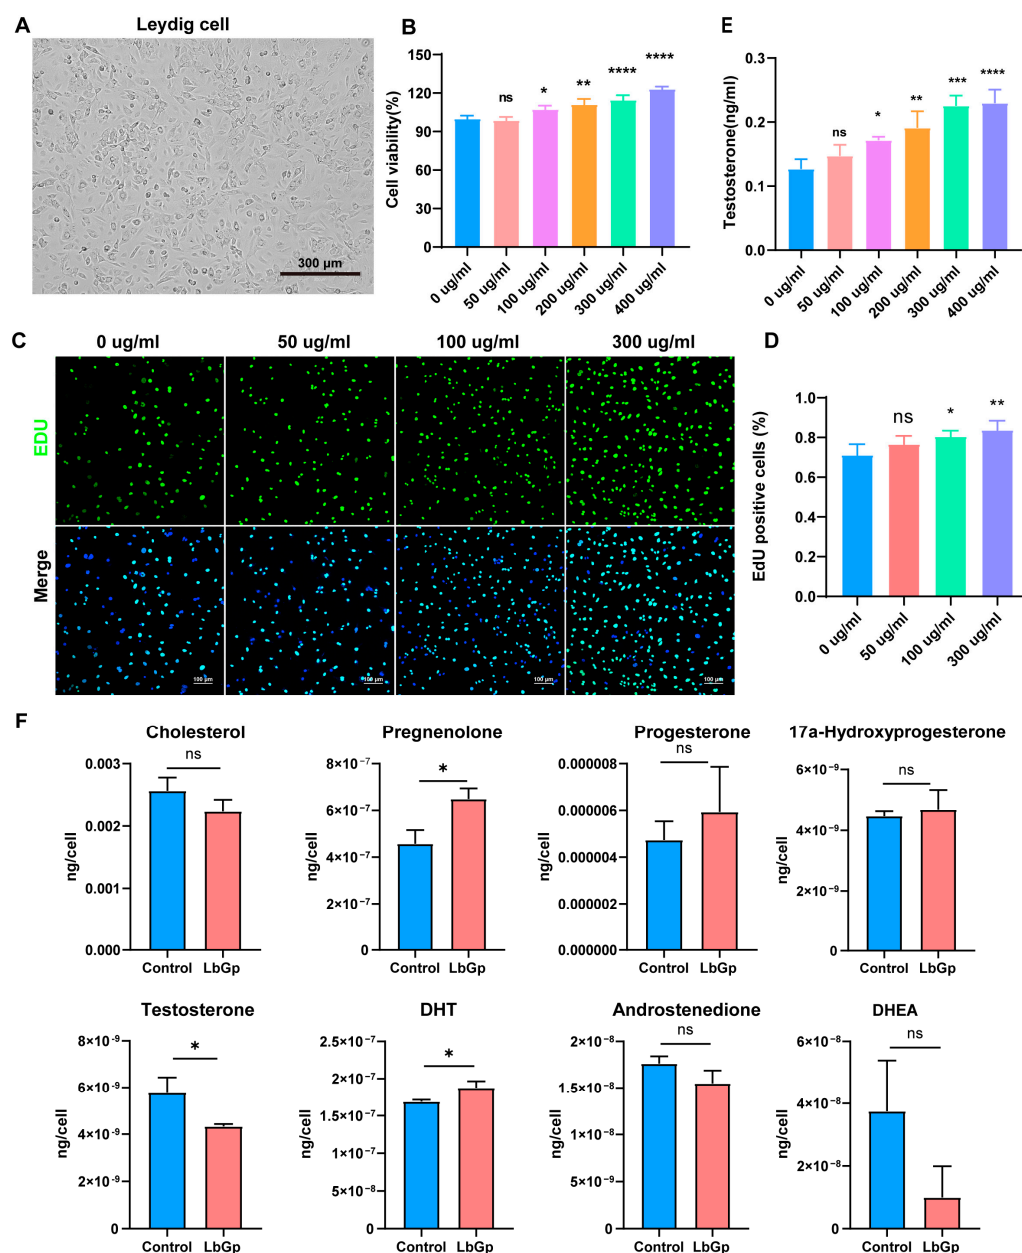 A
Leydig cell
300 μm
B
Cell viability(%)
150
120
90
60
30
0
ns
*
**
****
****
0 ug/ml
50 ug/ml
100 ug/ml
200 ug/ml
300 ug/ml
400 ug/ml
E
Testosterone(ng/ml)
0.3
0.2
0.1
0.0
ns
*
**
***
****
0 ug/ml
50 ug/ml
100 ug/ml
200 ug/ml
300 ug/ml
400 ug/ml
C
0 ug/ml
50 ug/ml
100 ug/ml
300 ug/ml
EDU
Merge
100 μm
100 μm
100 μm
100 μm
D
EdU positive cells (%)
1.0
0.8
0.6
0.4
0.2
0.0
ns
*
**
0 ug/ml
50 ug/ml
100 ug/ml
300 ug/ml
F
Cholesterol
ns
ng/cell
0.003
0.002
0.001
0.000
Control LbGp
Pregnenolone
*
ng/cell
8×10⁻⁷
6×10⁻⁷
4×10⁻⁷
2×10⁻⁷
0
Control LbGp
Progesterone
ns
ng/cell
0.000008
0.000006
0.000004
0.000002
0.000000
Control LbGp
17a-Hydroxyprogesterone
ns
ng/cell
6×10⁻⁹
4×10⁻⁹
2×10⁻⁹
0
Control LbGp
Testosterone
*
ng/cell
8×10⁻⁹
6×10⁻⁹
4×10⁻⁹
2×10⁻⁹
0
Control LbGp
DHT
*
ng/cell
2.5×10⁻⁷
2×10⁻⁷
1.5×10⁻⁷
1×10⁻⁷
5×10⁻⁸
0
Control LbGp
Androstenedione
ns
ng/cell
2×10⁻⁸
1.5×10⁻⁸
1×10⁻⁸
5×10⁻⁹
0
Control LbGp
DHEA
ns
ng/cell
6×10⁻⁸
4×10⁻⁸
2×10⁻⁸
0
Control LbGp